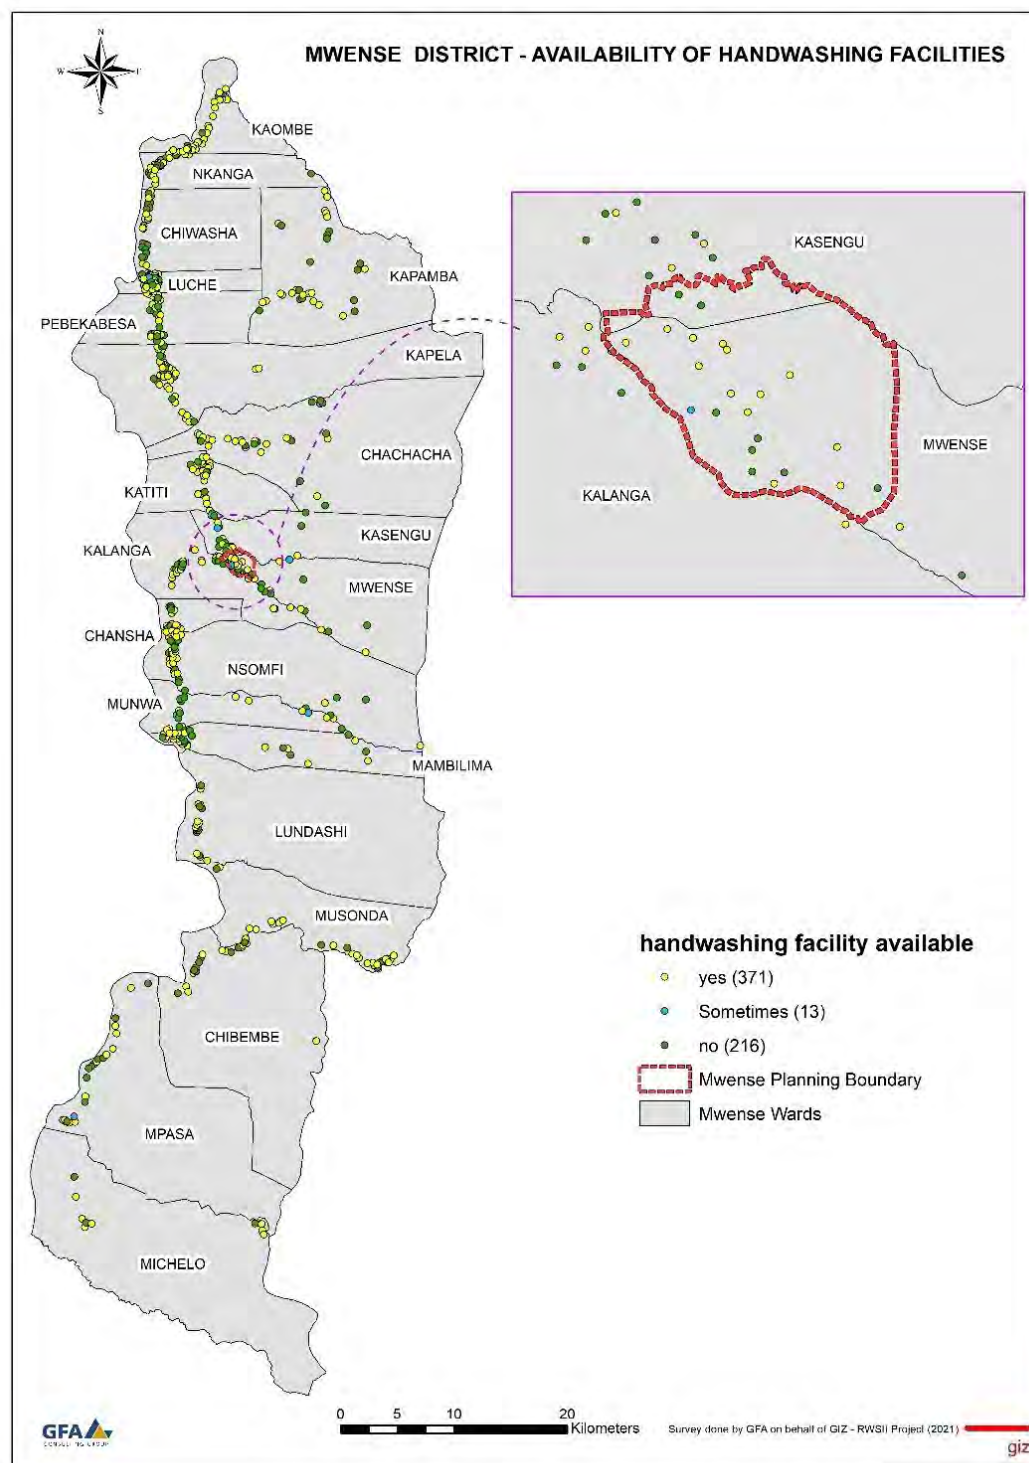 MWENSE DISTRICT - AVAILABILITY OF HANDWASHING FACILITIES
N
W
E
S
KAOMBE
NKANGA
CHIWASHA
LUCHE
KAPAMBA
PEBEKABESA
KAPELA
CHACHACHA
KATITI
KASENGU
KALANGA
MWENSE
CHANSHA
NSOMFI
MUNWA
MAMBILIMA
LUNDASHI
MUSONDA
CHIBEMBE
MPASA
MICHELO
KASENGU
MWENSE
KALANGA
handwashing facility available
yes (371)
Sometimes (13)
no (216)
Mwense Planning Boundary
Mwense Wards
GFA
CONSULTING GROUP
0 5 10 20
Kilometers
Survey done by GFA on behalf of GIZ - RWSII Project (2021)
giz